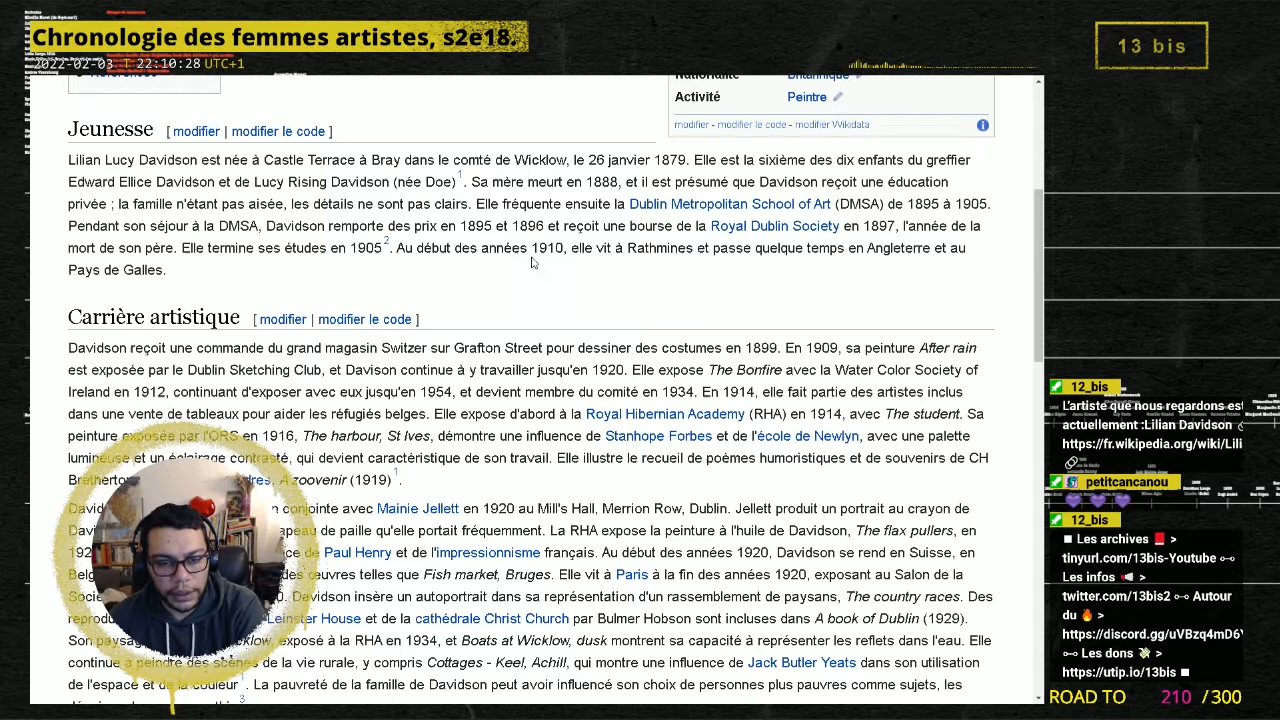 Chronologie des femmes artistes, s2e18,
2022-02-03 T 22:10:28 UTC+1
13 bis
Nationalité Britannique
Activité Peintre
modifier - modifier le code - modifier Wikidata
Jeunesse [ modifier | modifier le code ]
Lilian Lucy Davidson est née à Castle Terrace à Bray dans le comté de Wicklow, le 26 janvier 1879. Elle est la sixième des dix enfants du greffier
Edward Ellice Davidson et de Lucy Rising Davidson (née Doe) 1. Sa mère meurt en 1888, et il est présumé que Davidson reçoit une éducation
privée ; la famille n'étant pas aisée, les détails ne sont pas clairs. Elle fréquente ensuite la Dublin Metropolitan School of Art (DMSA) de 1895 à 1905.
Pendant son séjour à la DMSA, Davidson remporte des prix en 1895 et 1896 et reçoit une bourse de la Royal Dublin Society en 1897, l'année de la
mort de son père. Elle termine ses études en 1905 2. Au début des années 1910, elle vit à Rathmines et passe quelque temps en Angleterre et au
Pays de Galles.
Carrière artistique [ modifier | modifier le code ]
Davidson reçoit une commande du grand magasin Switzer sur Grafton Street pour dessiner des costumes en 1899. En 1909, sa peinture After rain
est exposée par le Dublin Sketching Club, et Davison continue à y travailler jusqu'en 1920. Elle expose The Bonfire avec la Water Color Society of
Ireland en 1912, continuant d'exposer avec eux jusqu'en 1954, et devient membre du comité en 1934. En 1914, elle fait partie des artistes inclus
dans une vente de tableaux pour aider les réfugiés belges. Elle expose d'abord à la Royal Hibernian Academy (RHA) en 1914, avec The student. Sa
peinture exposée par l'ORS en 1916, The harbour, St Ives, démontre une influence de Stanhope Forbes et de l'école de Newlyn, avec une palette
lumineuse et un éclairage contrasté, qui devient caractéristique de son travail. Elle illustre le recueil de poèmes humoristiques et de souvenirs de CH
(1919) 1.
conjointe avec Mainie Jellett en 1920 au Mill's Hall, Merrion Row, Dublin. Jellett produit un portrait au crayon de
de paille qu'elle portait fréquemment. La RHA expose la peinture à l'huile de Davidson, The flax pullers, en
de Paul Henry et de l'impressionnisme français. Au début des années 1920, Davidson se rend en Suisse, en
des œuvres telles que Fish market, Bruges. Elle vit à Paris à la fin des années 1920, exposant au Salon de la
Davidson insère un autoportrait dans sa représentation d'un rassemblement de paysans, The country races. Des
Leinster House et de la cathédrale Christ Church par Bulmer Hobson sont incluses dans A book of Dublin (1929).
Son exposé à la RHA en 1934, et Boats at Wicklow, dusk montrent sa capacité à représenter les reflets dans l'eau. Elle
continue à peindre des scènes de la vie rurale, y compris Cottages - Keel, Achill, qui montre une influence de Jack Butler Yeats dans son utilisation
de l'espace et de la couleur 1. La pauvreté de la famille de Davidson peut avoir influencé son choix de personnes plus pauvres comme sujets, les
12_bis
L'artiste que nous regardons est
actuellement :Lilian Davidson
https://fr.wikipedia.org/wiki/Lili
petitcancanou
12_bis
Les archives >
tinyurl.com/13bis-Youtube
Les infos >
twitter.com/13bis2 Autour
du >
https://discord.gg/uVBzq4mD6
Les dons >
https://utip.io/13bis
ROAD TO 210 / 300